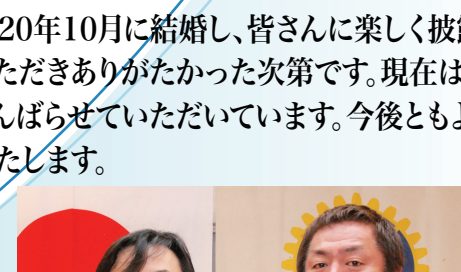 20年10月に結婚し、皆さんに楽しく披
ただきありがたかった次第です。現在は
んばらせていただいています。今後ともよ
たします。